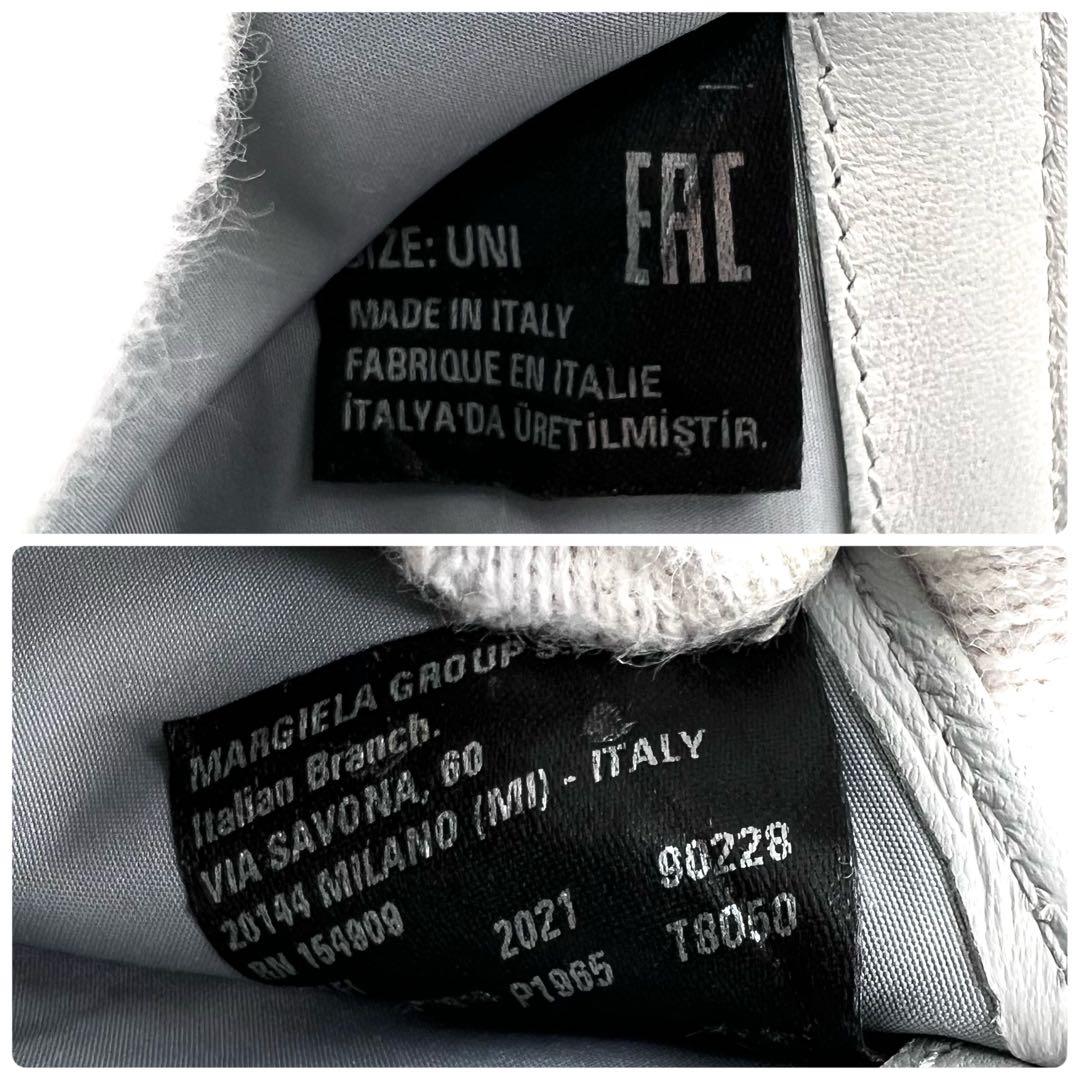 EAC
SIZE: UNI
MADE IN ITALY
FABRIQUE EN ITALIE
İTALYA'DA ÜRETİLMİŞTİR.
MARGIELA GROUP
Italian Branch.
VIA SAVONA, 60
20144 MILANO (MI) - ITALY
RN 154909 2021 90228
P1965 T8050